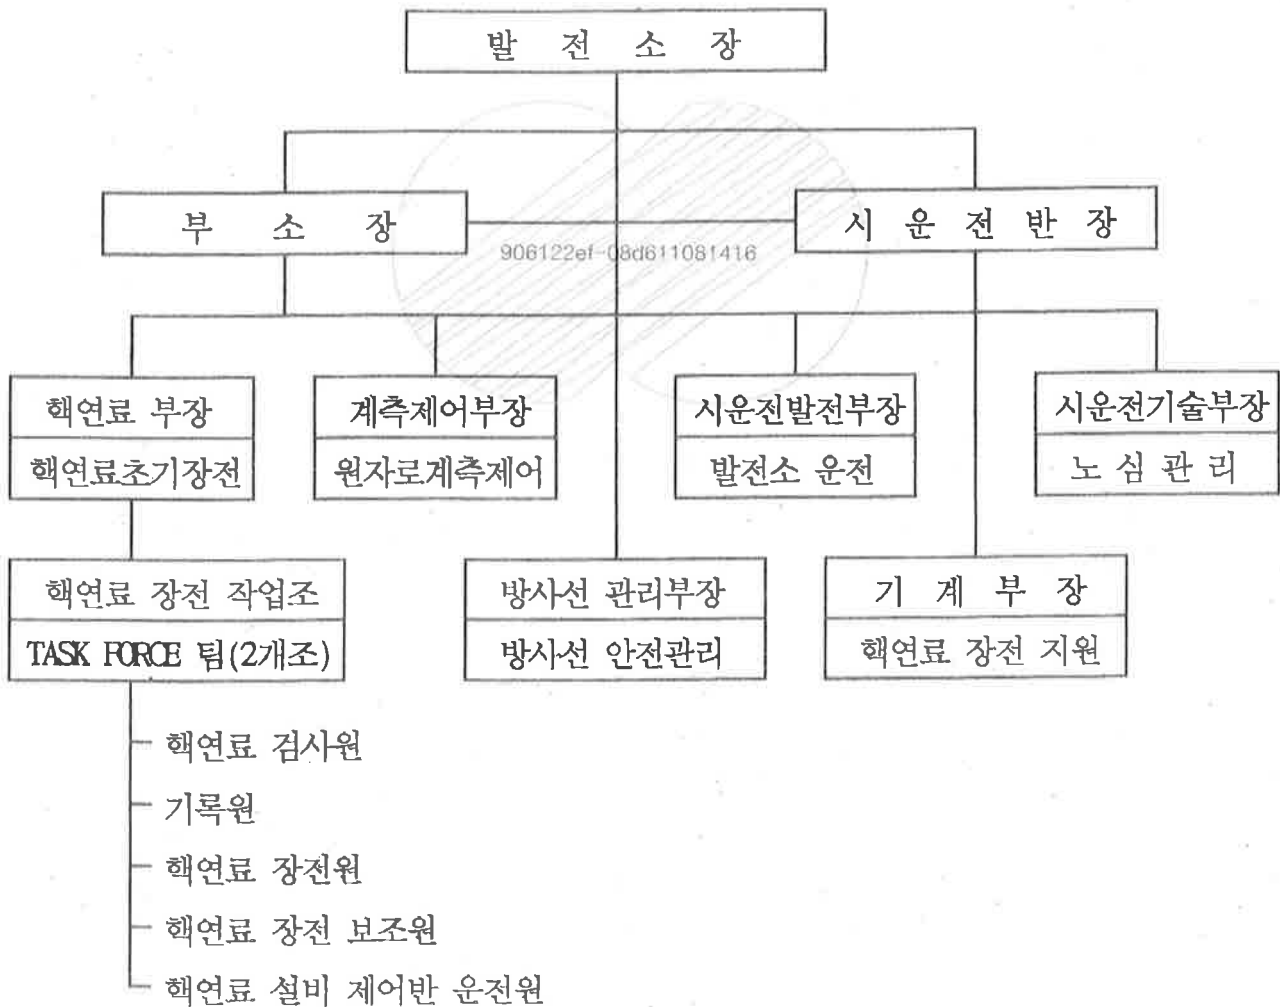 발 전 소 장
부 소 장
시 운 전 반 장
906122ef-08d611081416
핵연료 부장
핵연료초기장전
계측제어부장
원자로계측제어
시운전발전부장
발전소 운전
시운전기술부장
노 심 관 리
핵연료 장전 작업조
TASK FORCE 팀(2개조)
방사선 관리부장
방사선 안전관리
기 계 부 장
핵연료 장전 지원
핵연료 검사원
기록원
핵연료 장전원
핵연료 장전 보조원
핵연료 설비 제어반 운전원